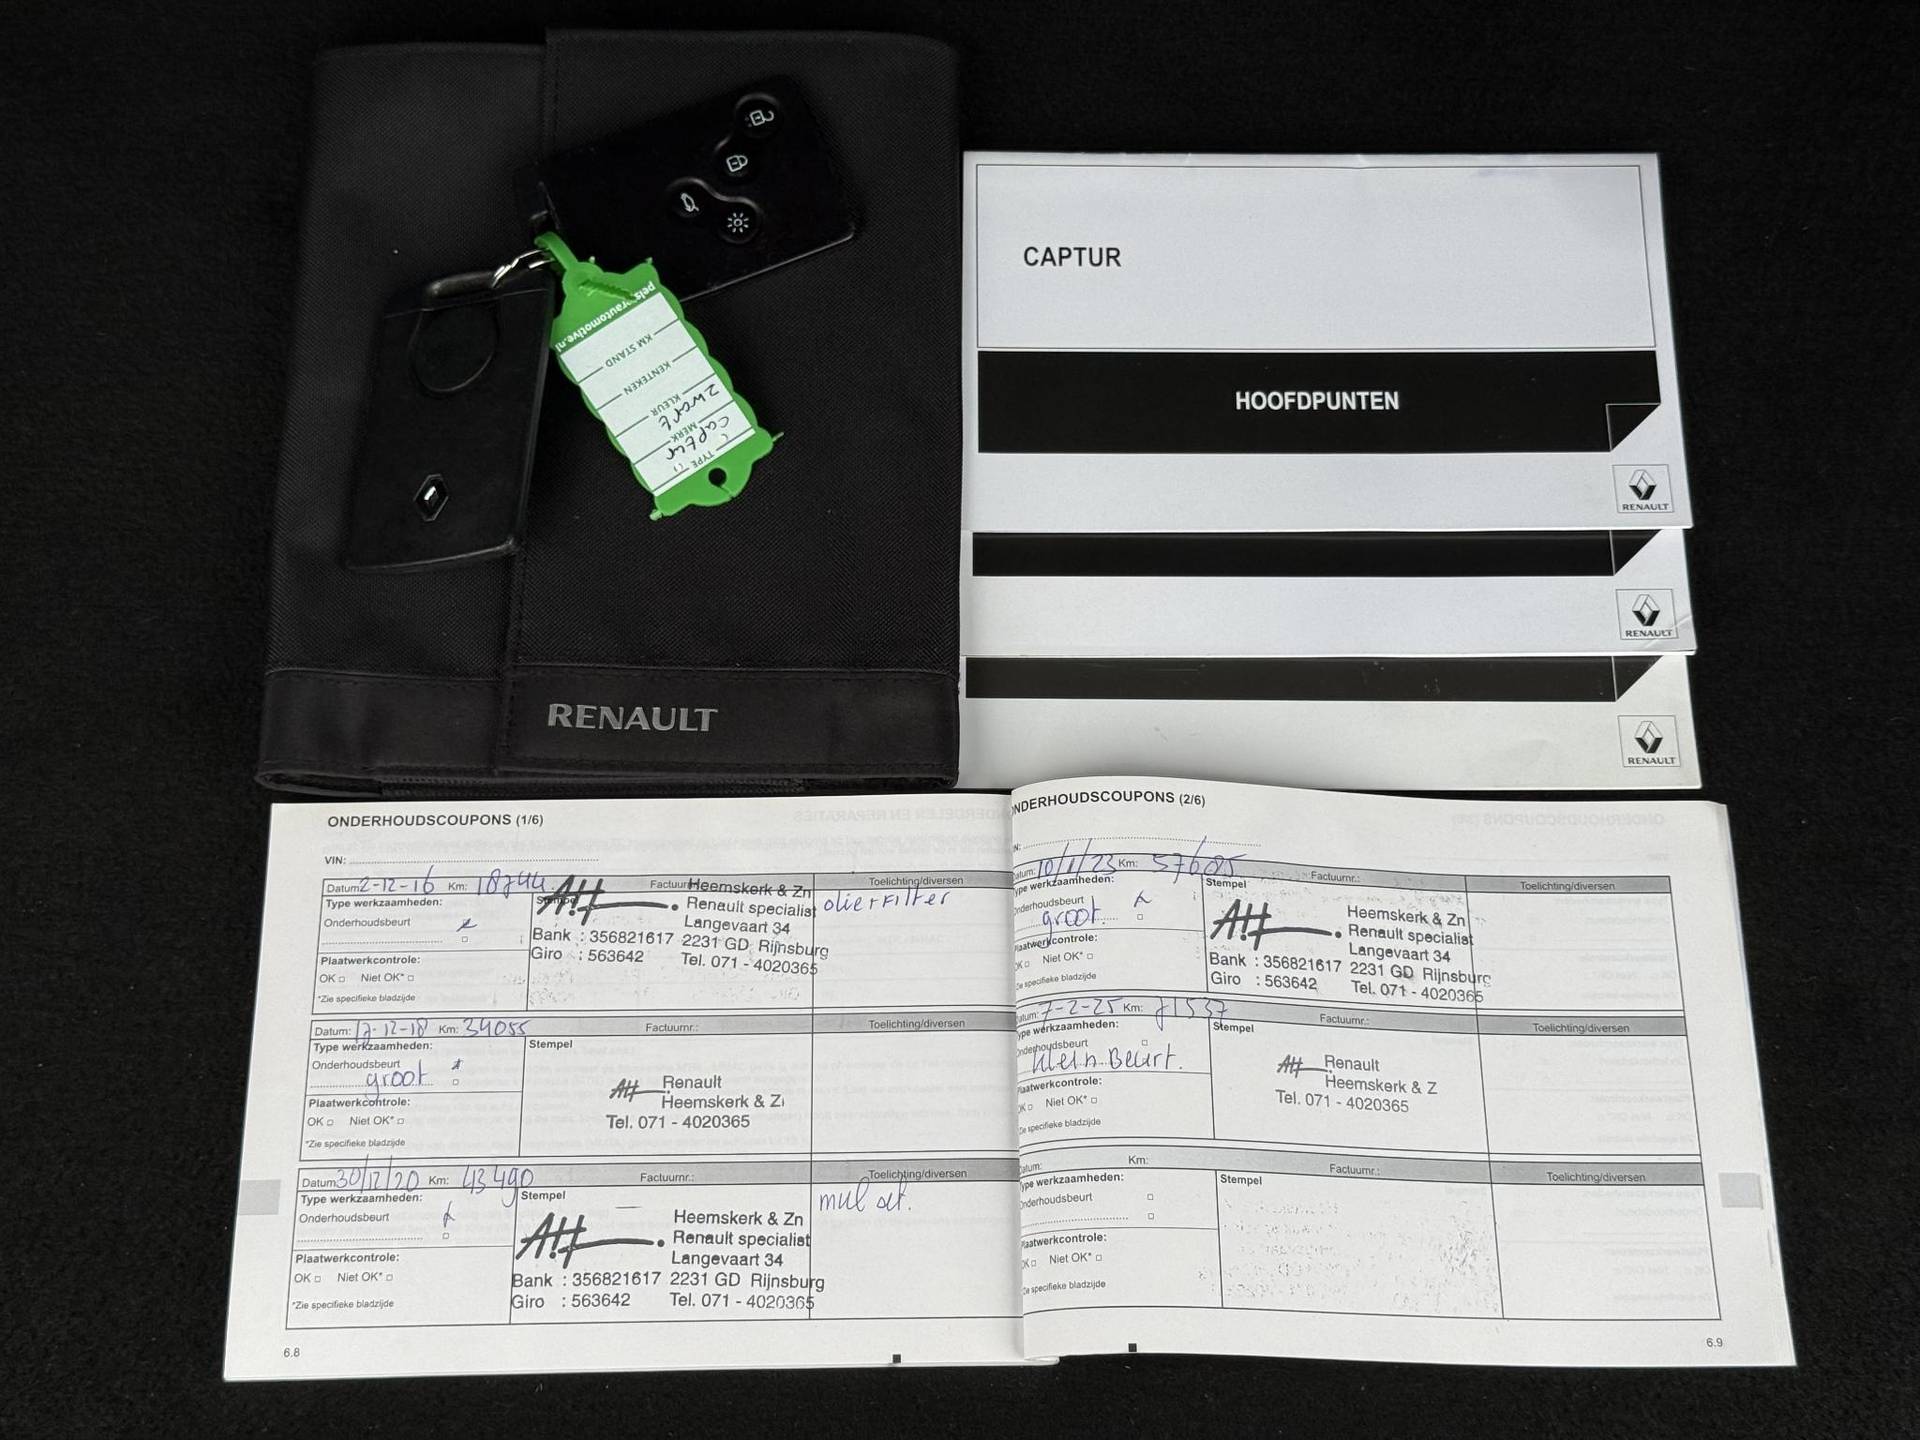 pelsterautomotive.nl
KM STAND
KENTEKEN
KLEUR
zwart
MERK
captur
TYPE
RENAULT
CAPTUR
HOOFDPUNTEN
RENAULT
RENAULT
RENAULT
ONDERHOUDSCOUPONS (1/6)
VIN:
Datum: 2-12-16 Km: 18744 Factuurnr.: Toelichting/diversen
Type werkzaamheden:
Onderhoudsbeurt
Plaatwerkcontrole:
OK Niet OK*
*Zie specifieke bladzijde
Stempel
AH Heemskerk & Zn
Renault specialist
Langevaart 34
Bank : 356821617 2231 GD Rijnsburg
Giro : 563642 Tel. 071 - 4020365
olie+Filter
Datum: 17-12-18 Km: 34055 Factuurnr.: Toelichting/diversen
Type werkzaamheden:
Onderhoudsbeurt
groot
Plaatwerkcontrole:
OK Niet OK*
*Zie specifieke bladzijde
Stempel
AH Renault
Heemskerk & Z
Tel. 071 - 4020365
Datum: 30/12/20 Km: 43490 Factuurnr.: Toelichting/diversen
Type werkzaamheden:
Onderhoudsbeurt
Plaatwerkcontrole:
OK Niet OK*
*Zie specifieke bladzijde
Stempel
AH Heemskerk & Zn
Renault specialist
Langevaart 34
Bank : 356821617 2231 GD Rijnsburg
Giro : 563642 Tel. 071 - 4020365
6.8
ONDERHOUDSCOUPONS (2/6)
Datum: 10/1/23 Km: 57605 Factuurnr.: Toelichting/diversen
Type werkzaamheden:
Onderhoudsbeurt
groot.
Plaatwerkcontrole:
OK Niet OK*
Zie specifieke bladzijde
Stempel
AH Heemskerk & Zn
Renault specialist
Langevaart 34
Bank : 356821617 2231 GD Rijnsburg
Giro : 563642 Tel. 071 - 4020365
Datum: 7-2-25 Km: 71537 Factuurnr.: Toelichting/diversen
Type werkzaamheden:
Onderhoudsbeurt
klein Beurt.
Plaatwerkcontrole:
OK Niet OK*
Zie specifieke bladzijde
Stempel
AH Renault
Heemskerk & Z
Tel. 071 - 4020365
Datum: Km: Factuurnr.: Toelichting/diversen
Type werkzaamheden:
Onderhoudsbeurt
Plaatwerkcontrole:
OK Niet OK*
Zie specifieke bladzijde
Stempel
6.9